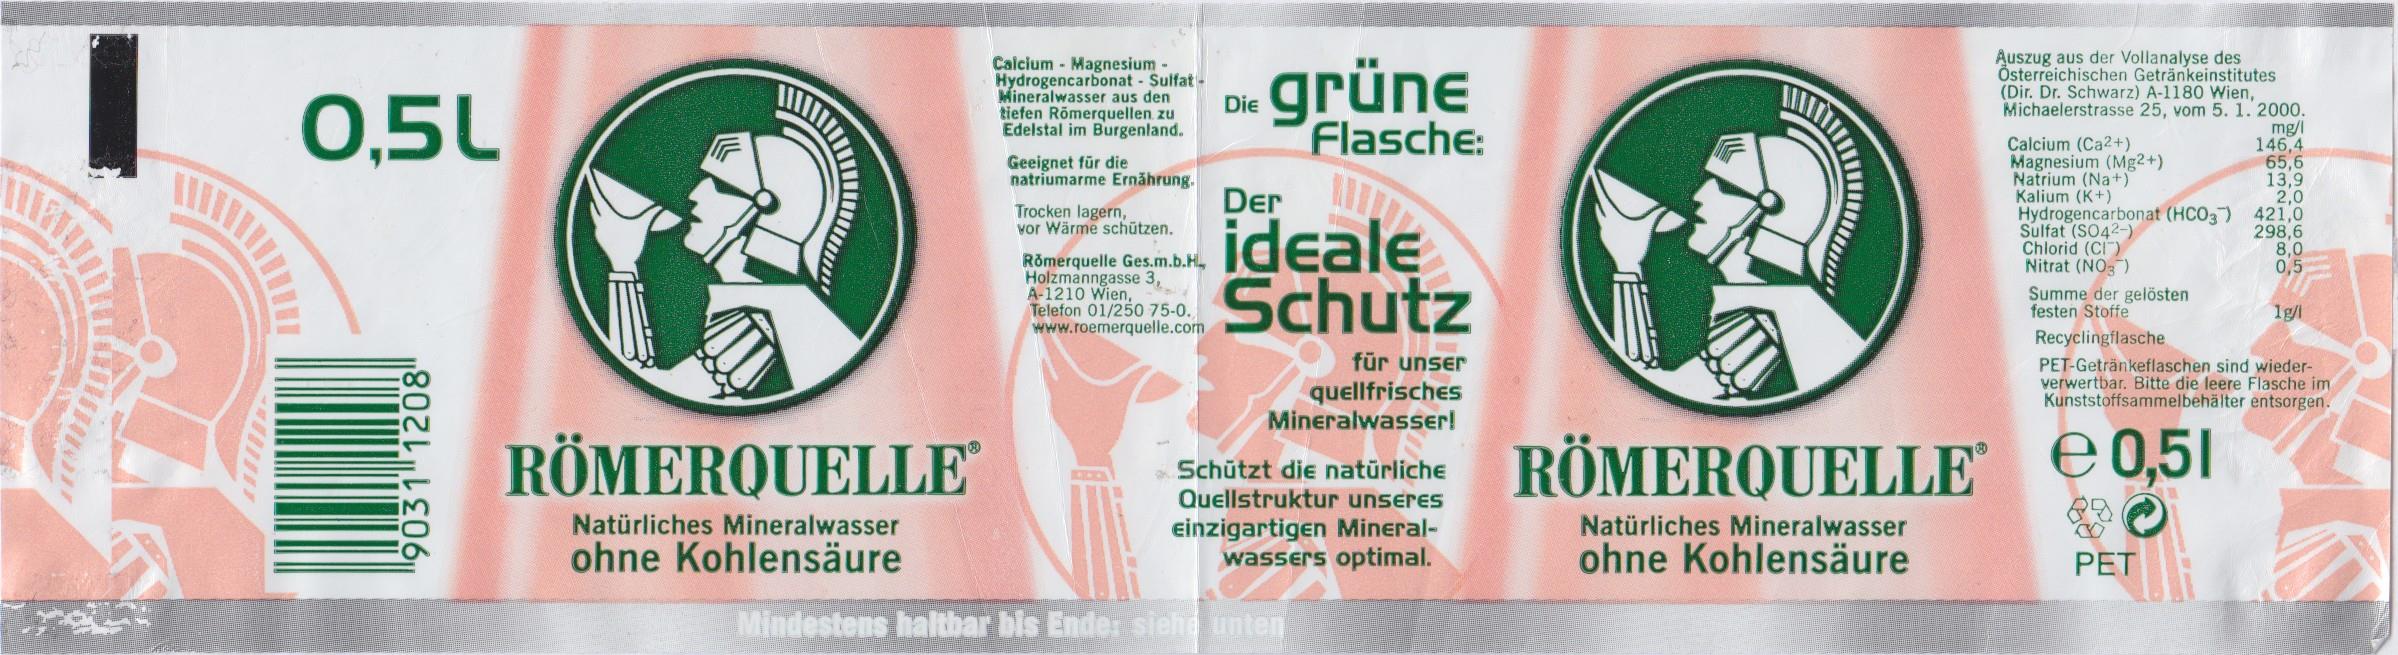 0,5L
9031 1208
RÖMERQUELLE®
Natürliches Mineralwasser
ohne Kohlensäure
Calcium - Magnesium -
Hydrogencarbonat - Sulfat -
Mineralwasser aus den
tiefen Römerquellen zu
Edelstal im Burgenland.
Geeignet für die
natriumarme Ernährung.
Trocken lagern,
vor Wärme schützen.
Römerquelle Ges.m.b.H.,
Holzmanngasse 3,
A-1210 Wien,
Telefon 01/250 75-0.
www.roemerquelle.com
Die grüne
Flasche:
Der
ideale
Schutz
für unser
quellfrisches
Mineralwasser!
Schützt die natürliche
Quellstruktur unseres
einzigartigen Mineral-
wassers optimal.
RÖMERQUELLE®
Natürliches Mineralwasser
ohne Kohlensäure
Auszug aus der Vollanalyse des
Österreichischen Getränkeinstitutes
(Dir. Dr. Schwarz) A-1180 Wien,
Michaelerstrasse 25, vom 5. 1. 2000.
mg/l
Calcium (Ca2+) 146,4
Magnesium (Mg2+) 65,6
Natrium (Na+) 13,9
Kalium (K+) 2,0
Hydrogencarbonat (HCO3⁻) 421,0
Sulfat (SO4²⁻) 298,6
Chlorid (Cl⁻) 8,0
Nitrat (NO3⁻) 0,5
Summe der gelösten
festen Stoffe 1g/l
Recyclingflasche
PET-Getränkeflaschen sind wieder-
verwertbar. Bitte die leere Flasche im
Kunststoffsammelbehälter entsorgen.
℮ 0,5l
PET
Mindestens haltbar bis Ende: siehe unten